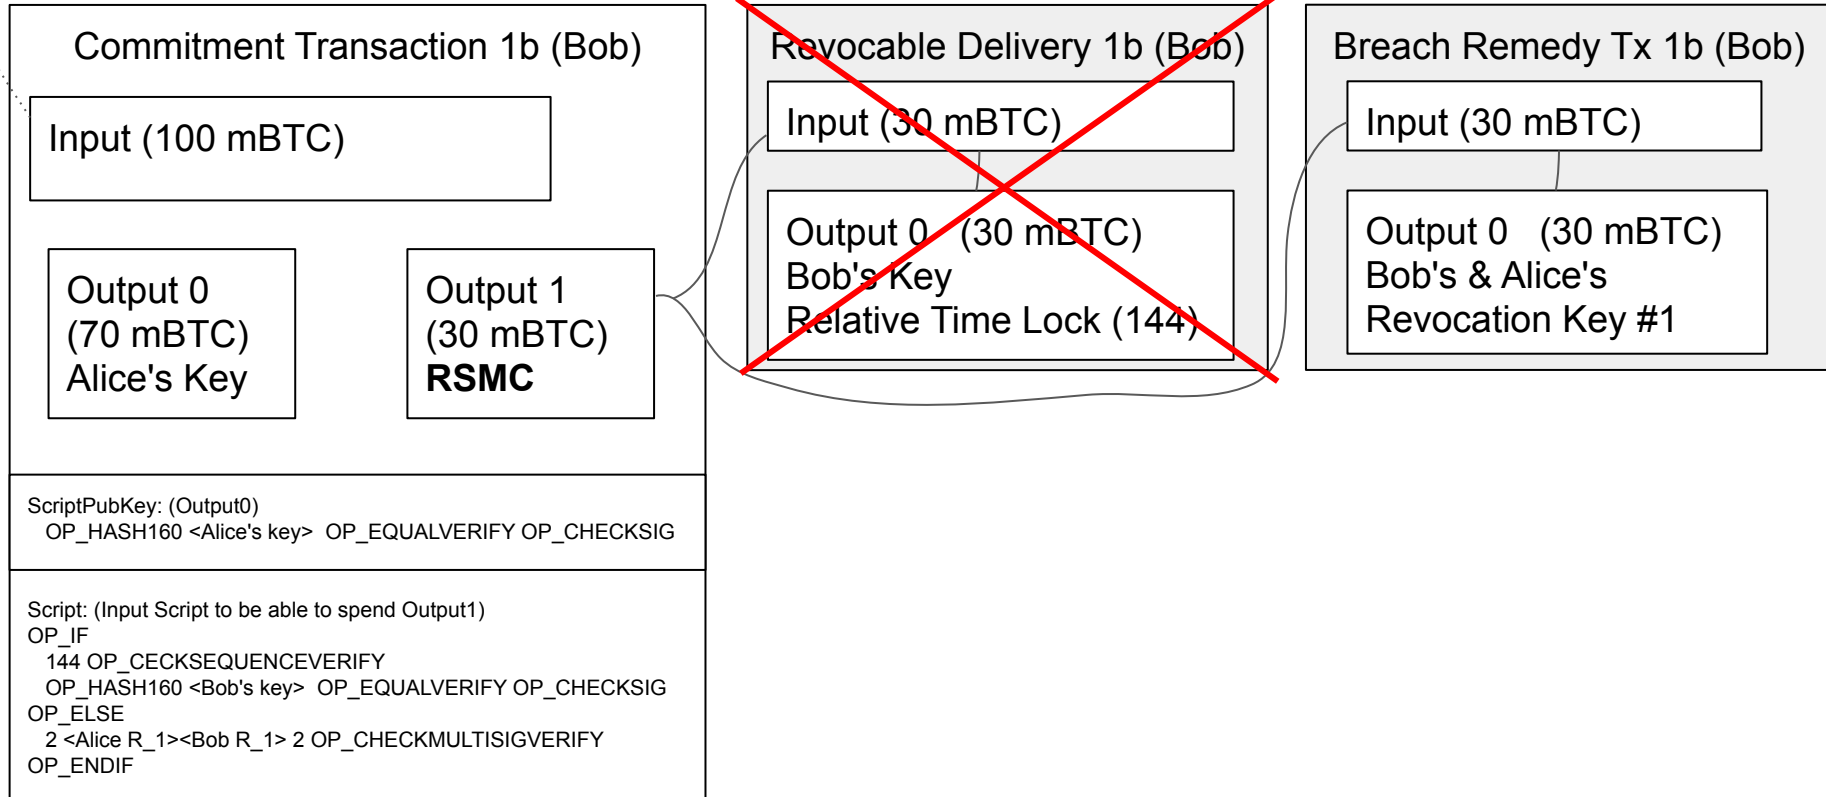 Commitment Transaction 1b (Bob)
Input (100 mBTC)
Output 0
(70 mBTC)
Alice's Key
Output 1
(30 mBTC)
RSMC
ScriptPubKey: (Output0)
OP_HASH160 <Alice's key> OP_EQUALVERIFY OP_CHECKSIG
Script: (Input Script to be able to spend Output1)
OP_IF
144 OP_CECKSEQUENCEVERIFY
OP_HASH160 <Bob's key> OP_EQUALVERIFY OP_CHECKSIG
OP_ELSE
2 <Alice R_1><Bob R_1> 2 OP_CHECKMULTISIGVERIFY
OP_ENDIF
Revocable Delivery 1b (Bob)
Input (30 mBTC)
Output 0 (30 mBTC)
Bob's Key
Relative Time Lock (144)
Breach Remedy Tx 1b (Bob)
Input (30 mBTC)
Output 0 (30 mBTC)
Bob's & Alice's
Revocation Key #1